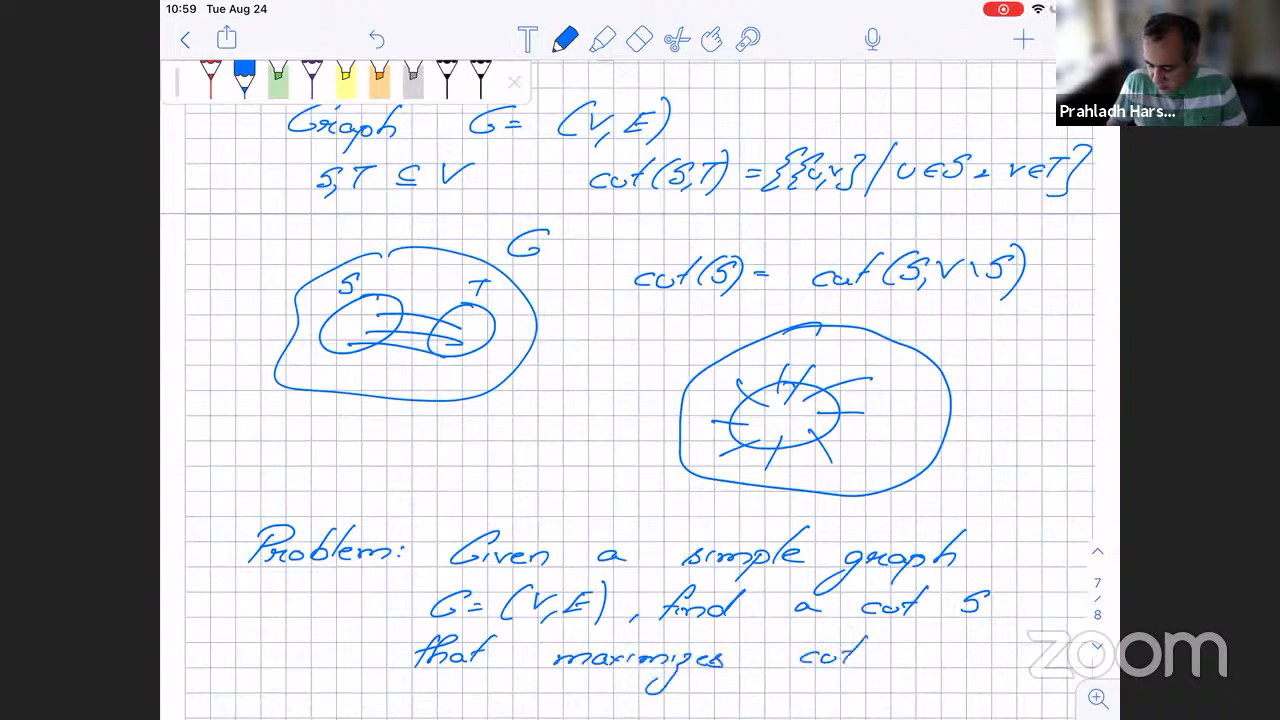 10:59 Tue Aug 24
Prahladh Hars...
Graph G = (V, E)
S, T ⊆ V cut(S, T) = {{u,v} / u ∈ S, v ∈ T}
G
S T
cut(S) = cut(S, V \ S)
Problem: Given a simple graph
G = (V, E), find a cut S
that maximizes cut
7
/
8
zoom